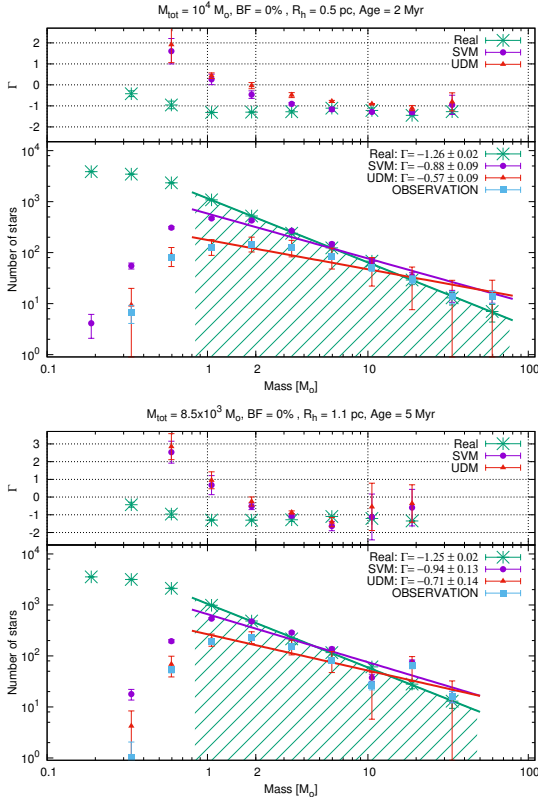 M_tot = 10^4 M_o, BF = 0% , R_h = 0.5 pc, Age = 2 Myr
Γ
2
1
0
-1
-2
Real
SVM
UDM
Number of stars
10^4
10^3
10^2
10^1
10^0
Real: Γ=−1.26 ± 0.02
SVM: Γ=−0.88 ± 0.09
UDM: Γ=−0.57 ± 0.09
OBSERVATION
0.1
1
2
10
100
Mass [M_o]
M_tot = 8.5x10^3 M_o, BF = 0% , R_h = 1.1 pc, Age = 5 Myr
Γ
3
2
1
0
-1
-2
Real
SVM
UDM
Number of stars
10^4
10^3
10^2
10^1
10^0
Real: Γ=−1.25 ± 0.02
SVM: Γ=−0.94 ± 0.13
UDM: Γ=−0.71 ± 0.14
OBSERVATION
0.1
1
2
10
100
Mass [M_o]